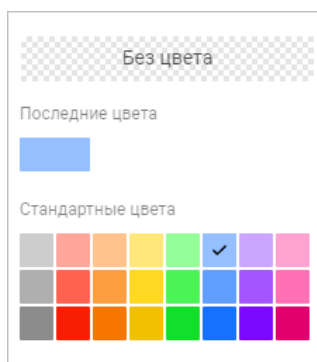 Без цвета
Последние цвета
Стандартные цвета